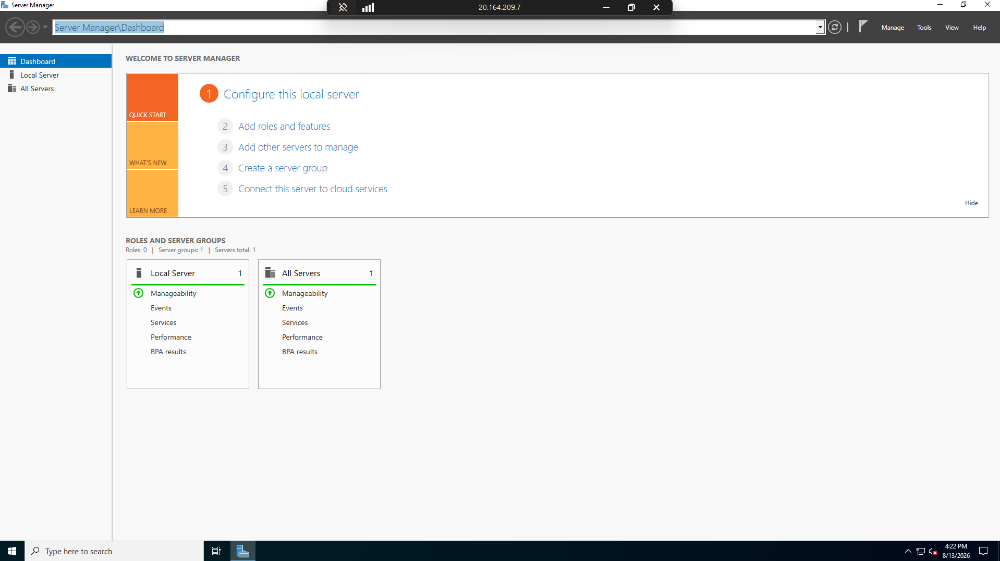 Server Manager
20.164.209.7
Server Manager\Dashboard
Manage Tools View Help
Dashboard
Local Server
All Servers
WELCOME TO SERVER MANAGER
QUICK START
WHAT'S NEW
LEARN MORE
1 Configure this local server
2 Add roles and features
3 Add other servers to manage
4 Create a server group
5 Connect this server to cloud services
Hide
ROLES AND SERVER GROUPS
Roles: 0 | Server groups: 1 | Servers total: 1
Local Server 1
Manageability
Events
Services
Performance
BPA results
All Servers 1
Manageability
Events
Services
Performance
BPA results
Type here to search
4:22 PM
8/13/2026